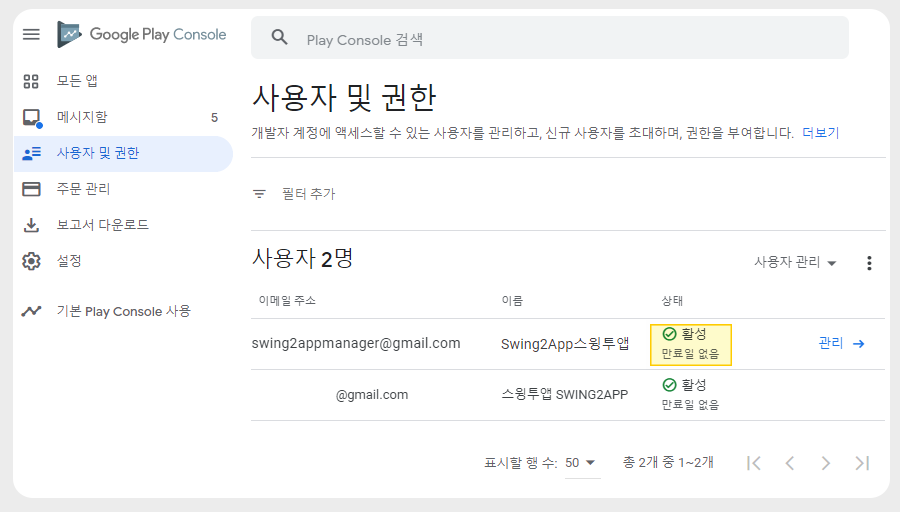 Google Play Console
Play Console 검색
모든 앱
메시지함 5
사용자 및 권한
주문 관리
보고서 다운로드
설정
기본 Play Console 사용
사용자 및 권한
개발자 계정에 액세스할 수 있는 사용자를 관리하고, 신규 사용자를 초대하며, 권한을 부여합니다. 더보기
필터 추가
사용자 2명
사용자 관리
이메일 주소 이름 상태
swing2appmanager@gmail.com Swing2App스윙투앱 활성 관리
만료일 없음
@gmail.com 스윙투앱 SWING2APP 활성
만료일 없음
표시할 행 수: 50 총 2개 중 1~2개